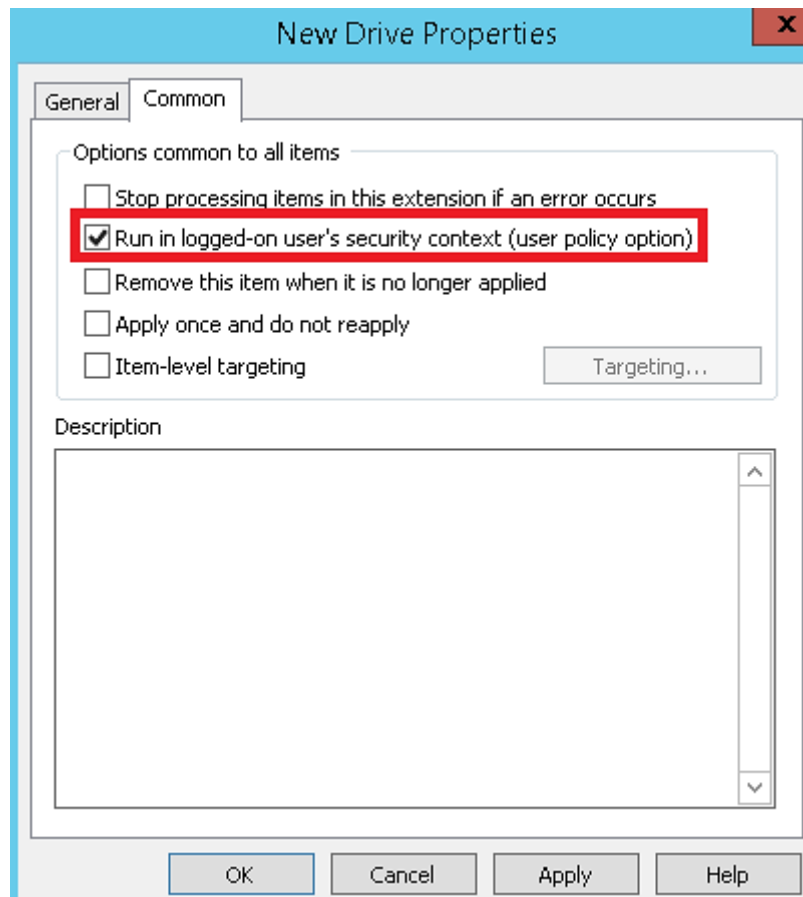 New Drive Properties
x
General
Common
Options common to all items
Stop processing items in this extension if an error occurs
Run in logged-on user's security context (user policy option)
Remove this item when it is no longer applied
Apply once and do not reapply
Item-level targeting
Targeting...
Description
OK
Cancel
Apply
Help